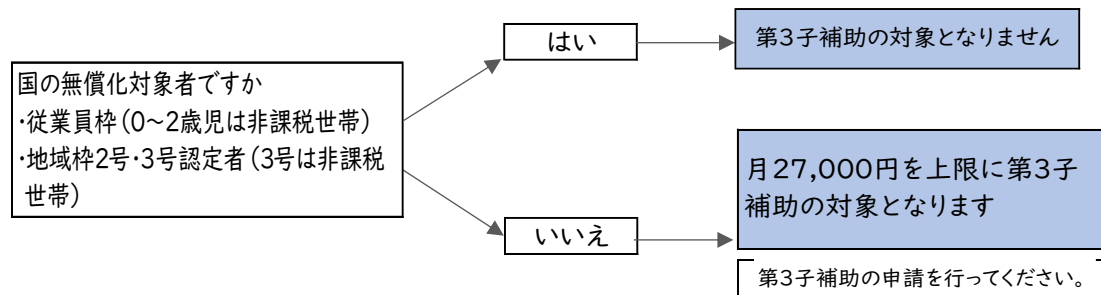 はい
第3子補助の対象となりません
国の無償化対象者ですか
・従業員枠(0~2歳児は非課税世帯)
・地域枠2号・3号認定者(3号は非課税
世帯)
月27,000円を上限に第3子
補助の対象となります
いいえ
第3子補助の申請を行ってください。